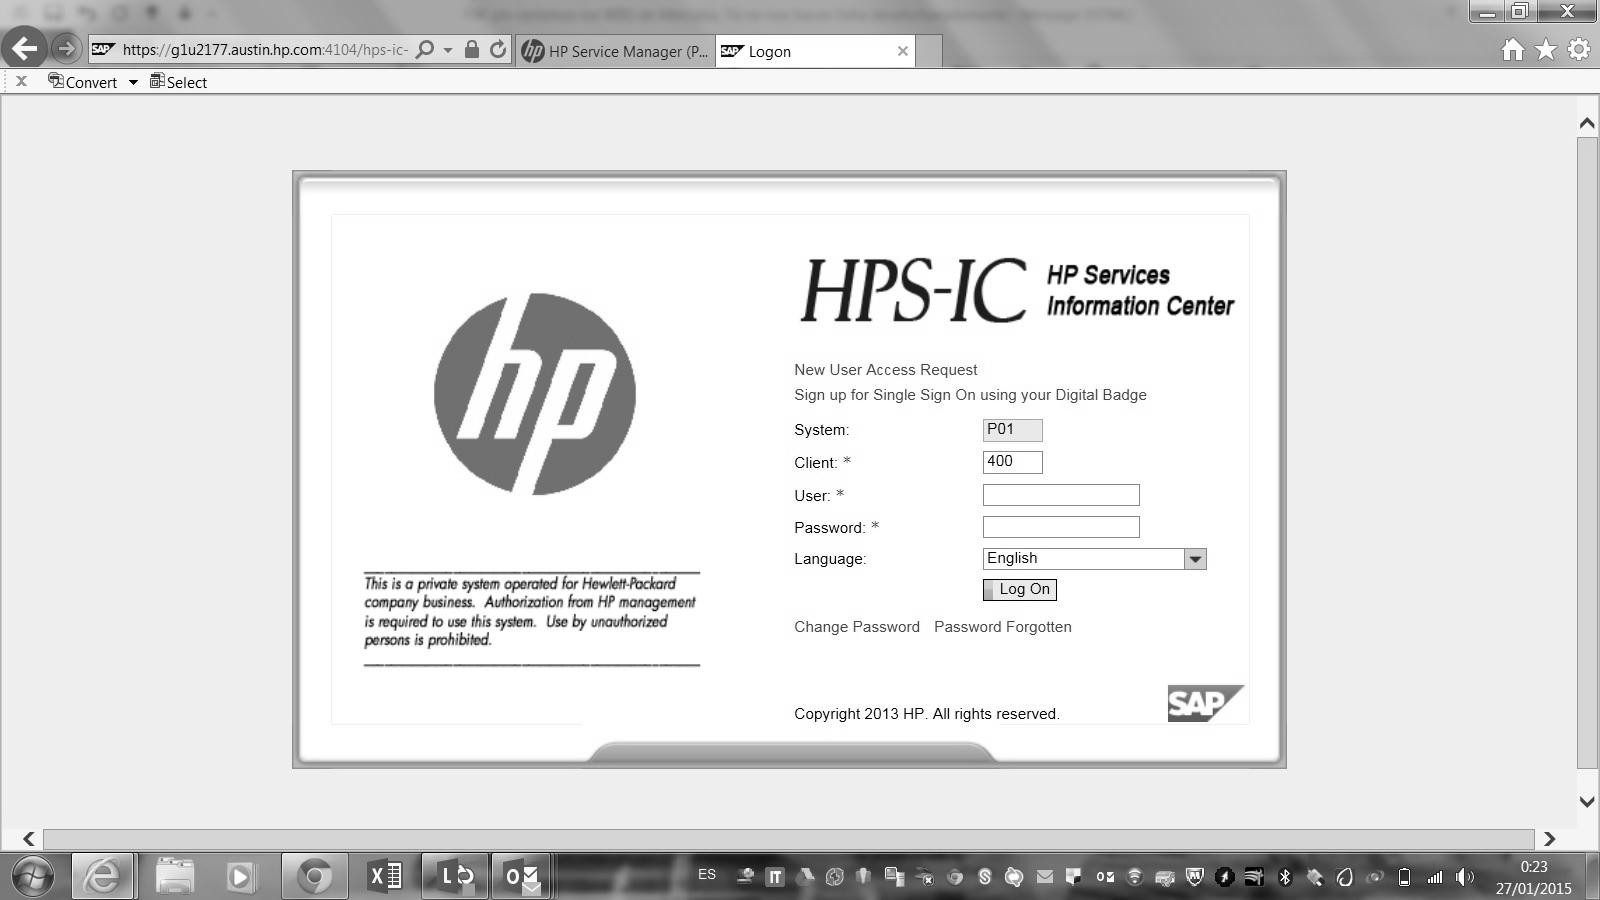 SAP https://g1u2177.austin.hp.com:4104/hps-ic-
hp HP Service Manager (P...
SAP Logon
x Convert Select
HPS-IC HP Services
Information Center
hp
New User Access Request
Sign up for Single Sign On using your Digital Badge
System: P01
Client: * 400
User: *
Password: *
Language: English
Log On
Change Password Password Forgotten
This is a private system operated for Hewlett-Packard
company business. Authorization from HP management
is required to use this system. Use by unauthorized
persons is prohibited.
SAP
Copyright 2013 HP. All rights reserved.
ES
IT
0:23
27/01/2015